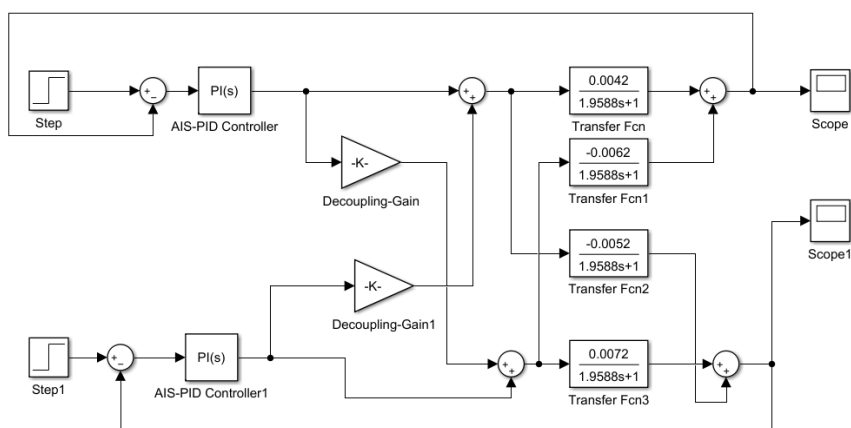 Step
+
−
PI(s)
AIS-PID Controller
-K-
Decoupling-Gain
+
+
0.0042
1.9588s+1
Transfer Fcn
+
+
Scope
-0.0062
1.9588s+1
Transfer Fcn1
-0.0052
1.9588s+1
Transfer Fcn2
Scope1
-K-
Decoupling-Gain1
Step1
+
−
PI(s)
AIS-PID Controller1
+
+
0.0072
1.9588s+1
Transfer Fcn3
+
+